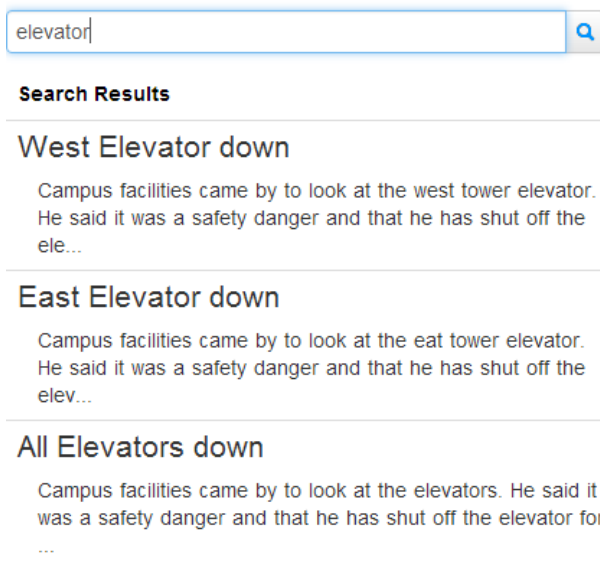 elevator
Search Results
West Elevator down
Campus facilities came by to look at the west tower elevator.
He said it was a safety danger and that he has shut off the
ele...
East Elevator down
Campus facilities came by to look at the eat tower elevator.
He said it was a safety danger and that he has shut off the
elev...
All Elevators down
Campus facilities came by to look at the elevators. He said it
was a safety danger and that he has shut off the elevator for
...